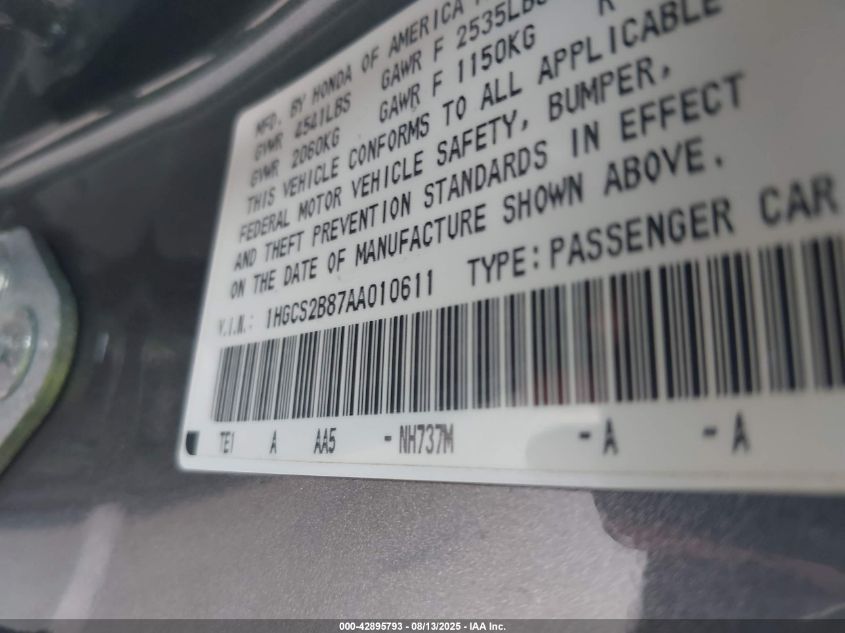 MFD. BY HONDA OF AMERICA
GVWR 4541LBS GAWR F 2535LBS R
GVWR 2060KG GAWR F 1150KG
THIS VEHICLE CONFORMS TO ALL APPLICABLE
FEDERAL MOTOR VEHICLE SAFETY, BUMPER,
AND THEFT PREVENTION STANDARDS IN EFFECT
ON THE DATE OF MANUFACTURE SHOWN ABOVE.
V.I.N.: 1HGCS2B87AA010611 TYPE: PASSENGER CAR
TE1 A AA5 - NH737M - A - A
000-42895793 - 08/13/2025 - IAA Inc.